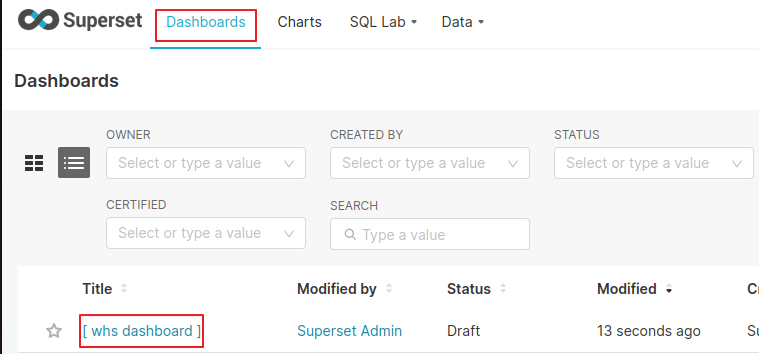 Superset Dashboards Charts SQL Lab Data
Dashboards
OWNER CREATED BY STATUS
Select or type a value Select or type a value Select or type a value
CERTIFIED SEARCH
Select or type a value Type a value
Title Modified by Status Modified
[ whs dashboard ] Superset Admin Draft 13 seconds ago